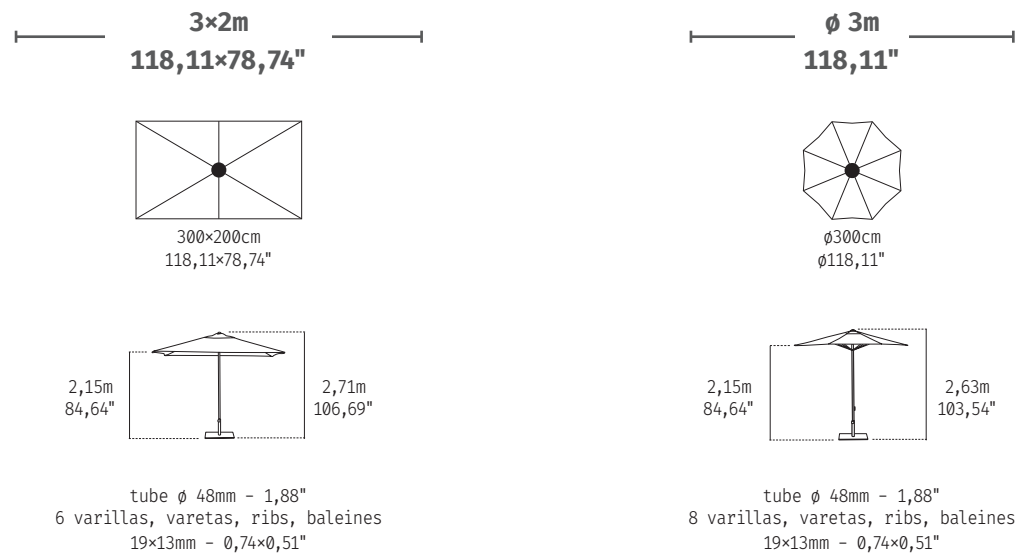 3×2m
118,11×78,74"
300×200cm
118,11×78,74"
2,15m
84,64"
2,71m
106,69"
tube ø 48mm – 1,88"
6 varillas, varetas, ribs, baleines
19×13mm – 0,74×0,51"
ø 3m
118,11"
ø300cm
ø118,11"
2,15m
84,64"
2,63m
103,54"
tube ø 48mm – 1,88"
8 varillas, varetas, ribs, baleines
19×13mm – 0,74×0,51"